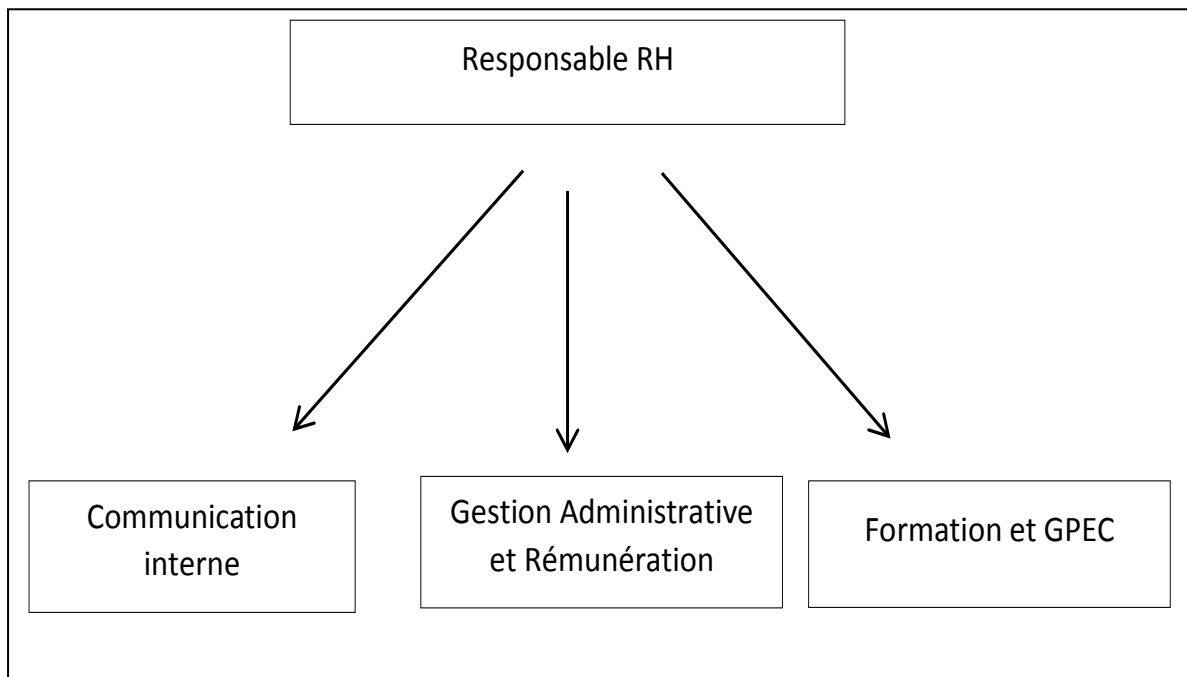 Responsable RH
Communication
interne
Gestion Administrative
et Rémunération
Formation et GPEC